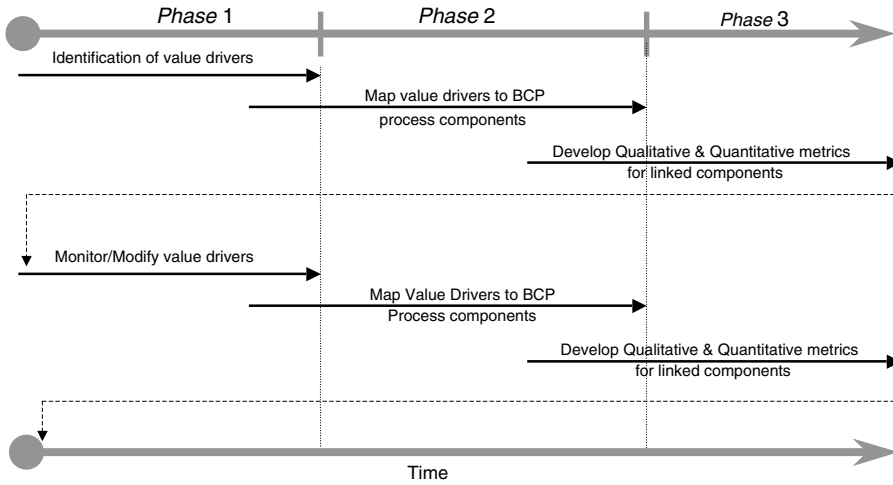 Phase 1
Phase 2
Phase 3
Identification of value drivers
Map value drivers to BCP
process components
Develop Qualitative & Quantitative metrics
for linked components
Monitor/Modify value drivers
Map Value Drivers to BCP
Process components
Develop Qualitative & Quantitative metrics
for linked components
Time